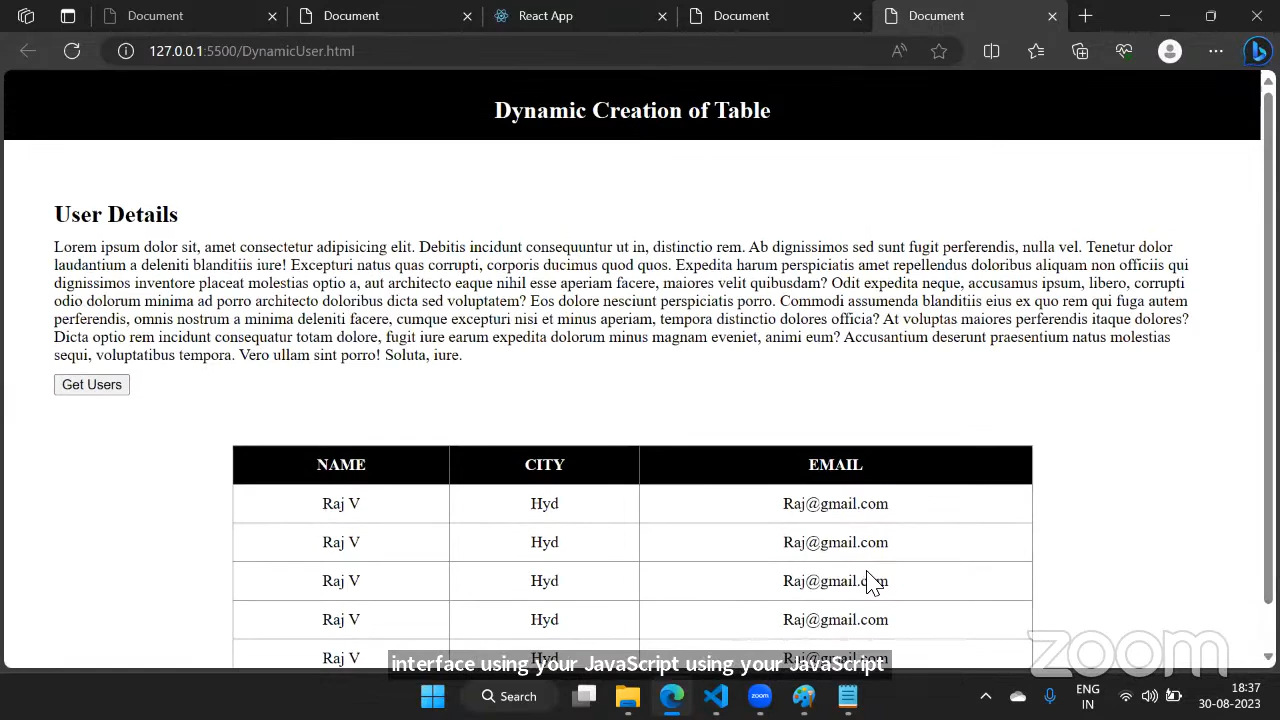 Document
Document
React App
Document
Document
127.0.0.1:5500/DynamicUser.html
Dynamic Creation of Table
User Details
Lorem ipsum dolor sit, amet consectetur adipisicing elit. Debitis incidunt consequuntur ut in, distinctio rem. Ab dignissimos sed sunt fugit perferendis, nulla vel. Tenetur dolor
laudantium a deleniti blanditiis iure! Excepturi natus quas corrupti, corporis ducimus quod quos. Expedita harum perspiciatis amet repellendus doloribus aliquam non officiis qui
dignissimos inventore placeat molestias optio a, aut architecto eaque nihil esse aperiam facere, maiores velit quibusdam? Odit expedita neque, accusamus ipsum, libero, corrupti
odio dolorum minima ad porro architecto doloribus dicta sed voluptatem? Eos dolore nesciunt perspiciatis porro. Commodi assumenda blanditiis eius ex quo rem qui fuga autem
perferendis, omnis nostrum a minima deleniti facere, cumque excepturi nisi et minus aperiam, tempora distinctio dolores officia? At voluptas maiores perferendis itaque dolores?
Dicta optio rem incidunt consequatur totam dolore, fugit iure earum expedita dolorum minus magnam eveniet, animi eum? Accusantium deserunt praesentium natus molestias
sequi, voluptatibus tempora. Vero ullam sint porro! Soluta, iure.
Get Users
NAME CITY EMAIL
Raj V Hyd Raj@gmail.com
Raj V Hyd Raj@gmail.com
Raj V Hyd Raj@gmail.com
Raj V Hyd Raj@gmail.com
Raj V Hyd Raj@gmail.com
interface using your JavaScript using your JavaScript
zoom
Search
zoom
ENG
IN
18:37
30-08-2023